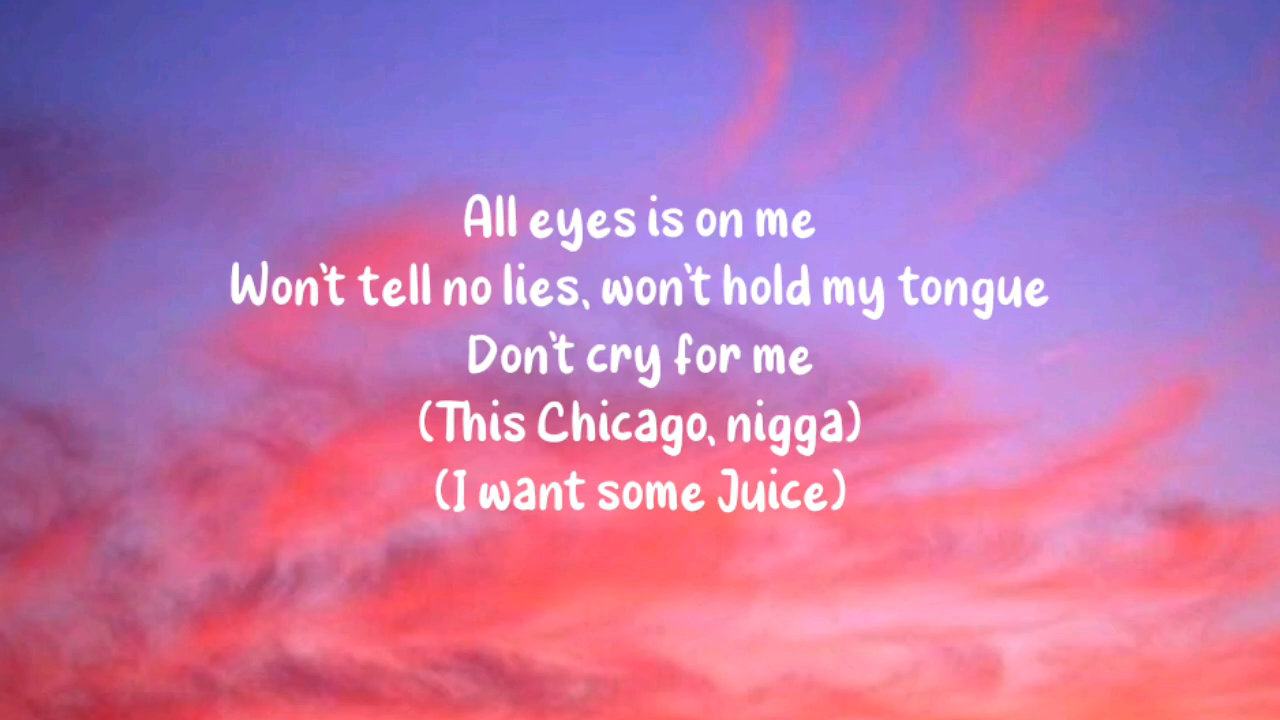 All eyes is on me
Won't tell no lies, won't hold my tongue
Don't cry for me
(This Chicago, nigga)
(I want some Juice)